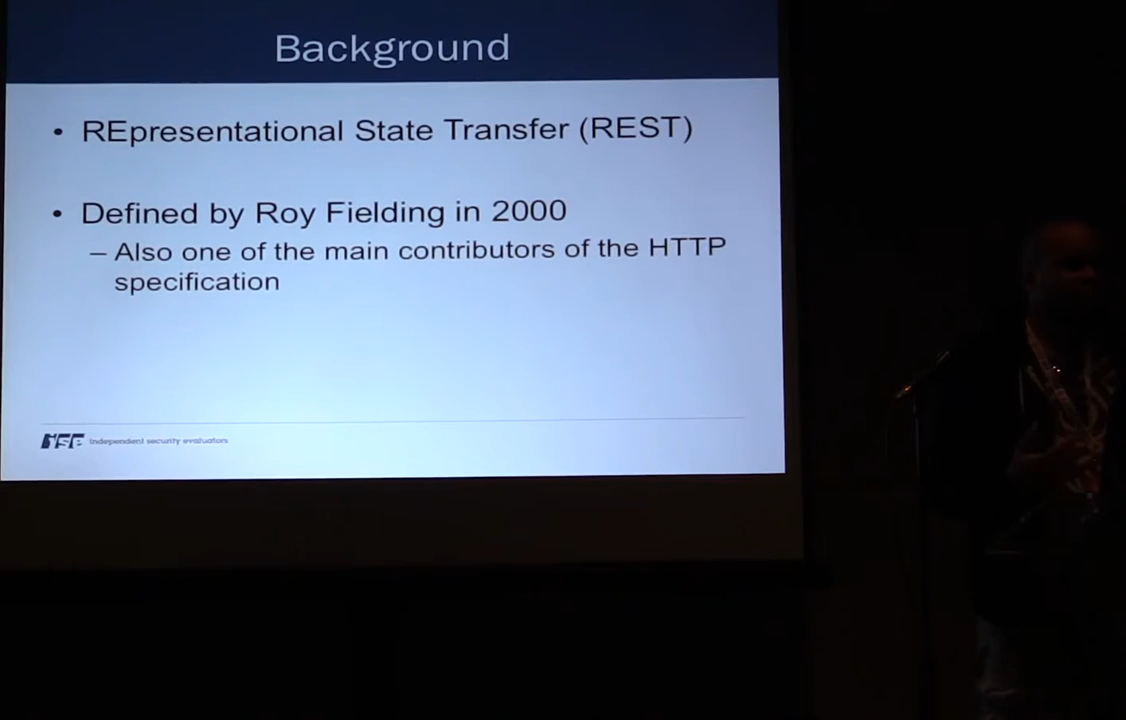 Background
• REpresentational State Transfer (REST)
• Defined by Roy Fielding in 2000
– Also one of the main contributors of the HTTP
specification
ise independent security evaluators